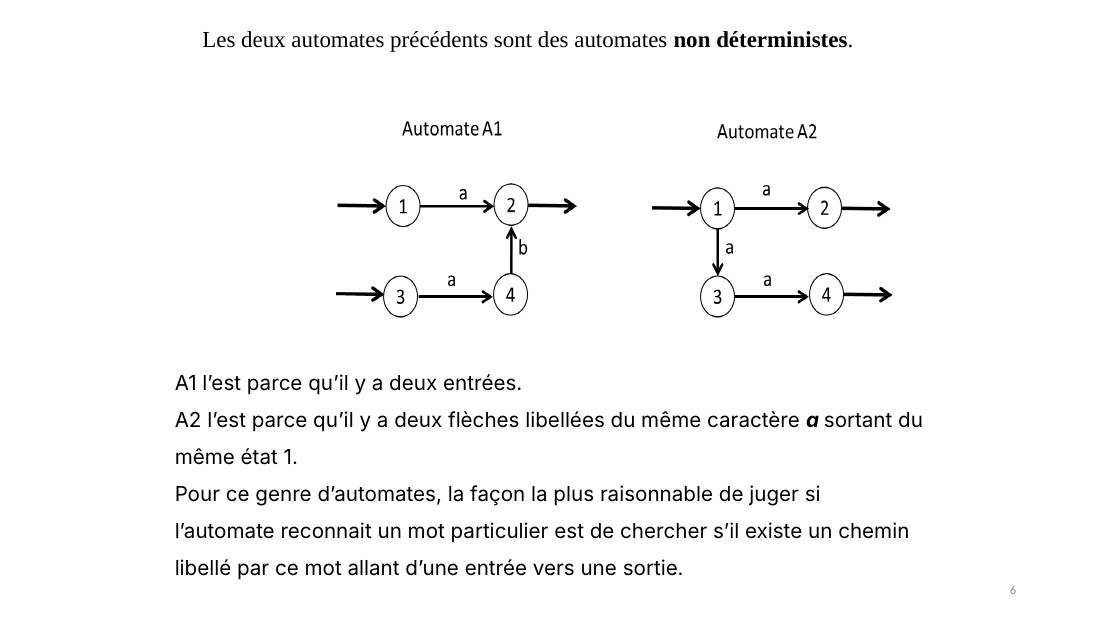 Les deux automates précédents sont des automates non déterministes.
Automate A1
Automate A2
a
1
2
b
a
3
4
a
1
2
a
a
3
4
A1 l’est parce qu’il y a deux entrées.
A2 l’est parce qu’il y a deux flèches libellées du même caractère a sortant du
même état 1.
Pour ce genre d’automates, la façon la plus raisonnable de juger si
l’automate reconnait un mot particulier est de chercher s’il existe un chemin
libellé par ce mot allant d’une entrée vers une sortie.
6